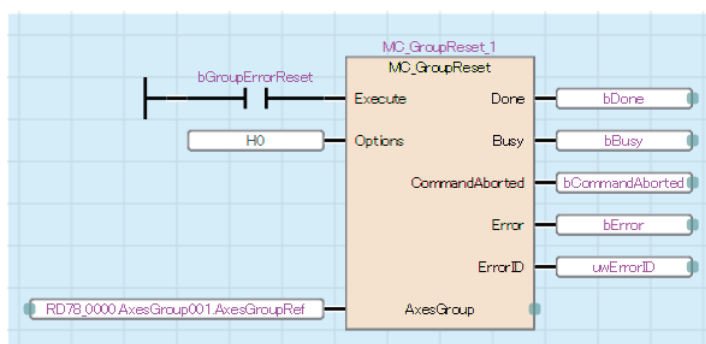 MC_GroupReset_1
MC_GroupReset
bGroupErrorReset
Execute Done bDone
H0 Options Busy bBusy
CommandAborted bCommandAborted
Error bError
ErrorID uwErrorID
RD78_0000.AxesGroup001.AxesGroupRef AxesGroup